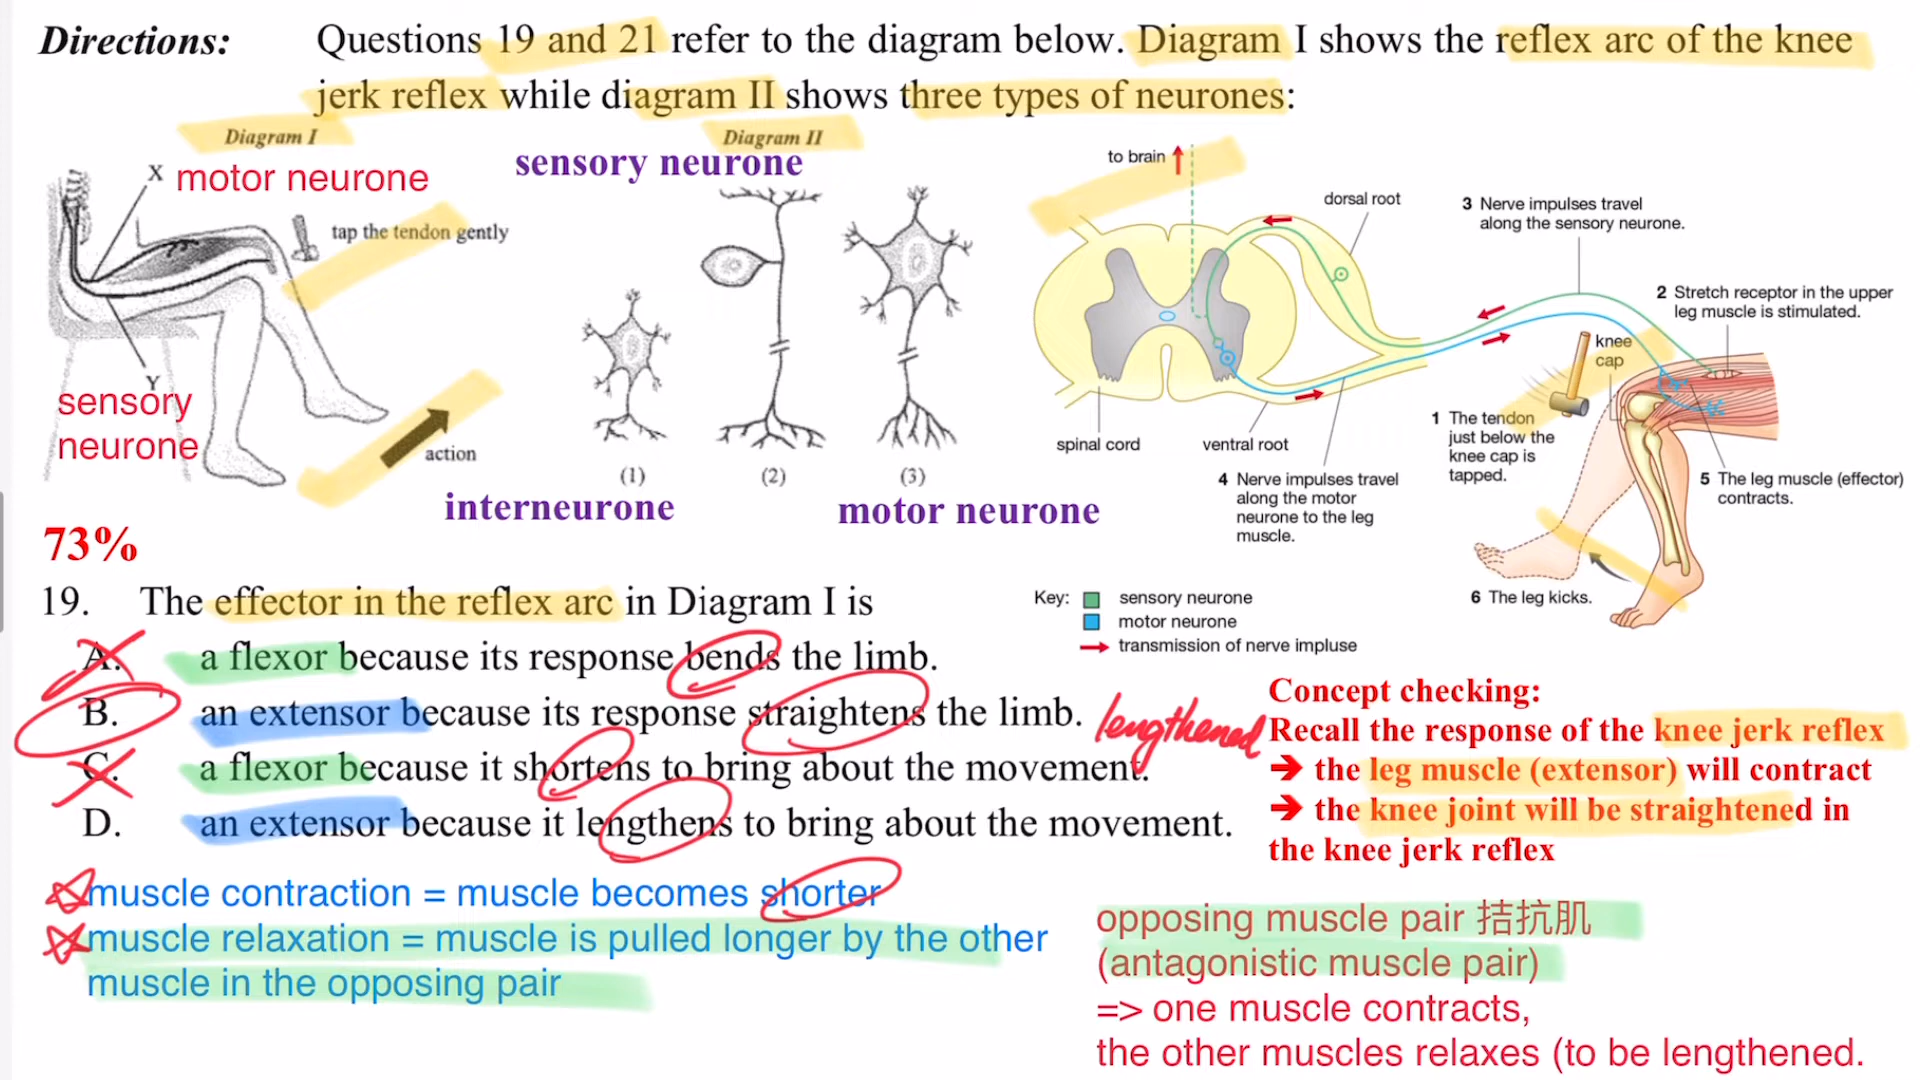 Directions: Questions 19 and 21 refer to the diagram below. Diagram I shows the reflex arc of the knee
jerk reflex while diagram II shows three types of neurones:
Diagram I
X motor neurone
tap the tendon gently
Y
sensory
neurone
action
Diagram II
sensory neurone
(1)
(2)
(3)
interneurone
motor neurone
to brain
dorsal root
3 Nerve impulses travel
along the sensory neurone.
2 Stretch receptor in the upper
leg muscle is stimulated.
knee
cap
1 The tendon
just below the
knee cap is
tapped.
spinal cord
ventral root
4 Nerve impulses travel
along the motor
neurone to the leg
muscle.
5 The leg muscle (effector)
contracts.
6 The leg kicks.
Key: sensory neurone
motor neurone
transmission of nerve impluse
73%
19. The effector in the reflex arc in Diagram I is
A. a flexor because its response bends the limb.
B. an extensor because its response straightens the limb.
C. a flexor because it shortens to bring about the movement.
D. an extensor because it lengthens to bring about the movement.
lengthened
Concept checking:
Recall the response of the knee jerk reflex
➔ the leg muscle (extensor) will contract
➔ the knee joint will be straightened in
the knee jerk reflex
muscle contraction = muscle becomes shorter
muscle relaxation = muscle is pulled longer by the other
muscle in the opposing pair
opposing muscle pair 拮抗肌
(antagonistic muscle pair)
=> one muscle contracts,
the other muscles relaxes (to be lengthened.